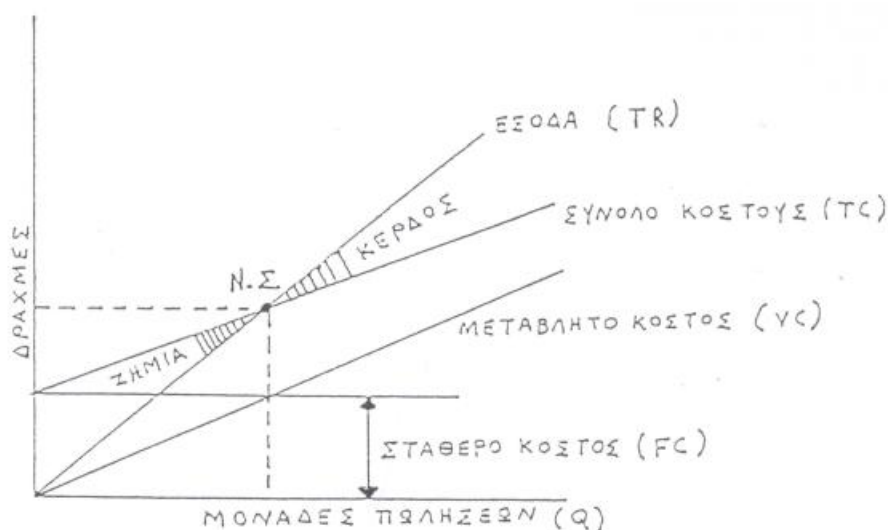 ΕΣΟΔΑ (TR)
ΣΥΝΟΛΟ ΚΟΣΤΟΥΣ (TC)
ΚΕΡΔΟΣ
Ν.Σ
ΔΡΑΧΜΕΣ
ΜΕΤΑΒΛΗΤΟ ΚΟΣΤΟΣ (VC)
ΖΗΜΙΑ
ΣΤΑΘΕΡΟ ΚΟΣΤΟΣ (FC)
ΜΟΝΑΔΕΣ ΠΩΛΗΣΕΩΝ (Q)